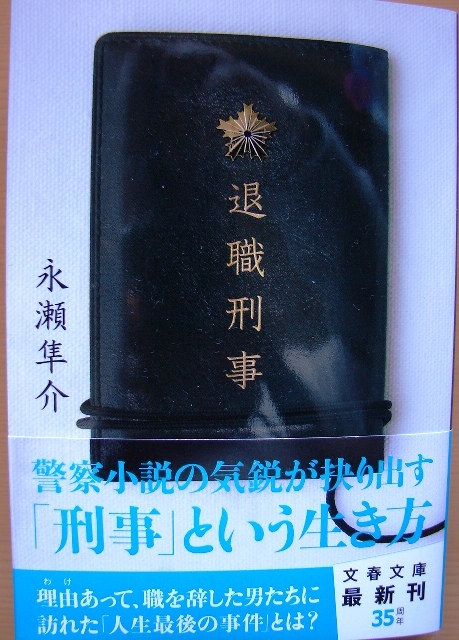 退職刑事
永瀬隼介
警察小説の気鋭が抉り出す
「刑事」という生き方
わけ
理由あって、職を辞した男たちに
訪れた「人生最後の事件」とは?
文春文庫
最新刊
35周年